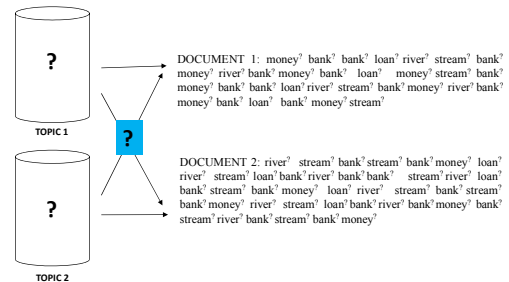 ?
TOPIC 1
DOCUMENT 1: money? bank? bank? loan? river? stream? bank?
money? river? bank? money? bank? loan? money? stream? bank?
money? bank? bank? loan? river? stream? bank? money? river? bank?
money? bank? loan? bank? money? stream?
?
?
TOPIC 2
DOCUMENT 2: river? stream? bank? stream? bank? money? loan?
river? stream? loan? bank? river? bank? bank? stream? river? loan?
bank? stream? bank? money? loan? river? stream? bank? stream?
bank? money? river? stream? loan? bank? river? bank? money? bank?
stream? river? bank? stream? bank? money?